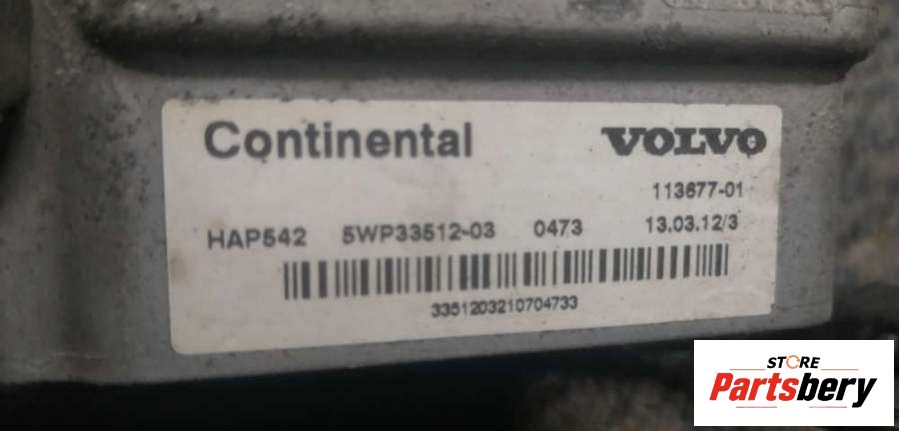 Continental VOLVO
113677-01
HAP542 5WP33512-03 0473 13.03.12/3
3351203210704733
STORE
Partsbery